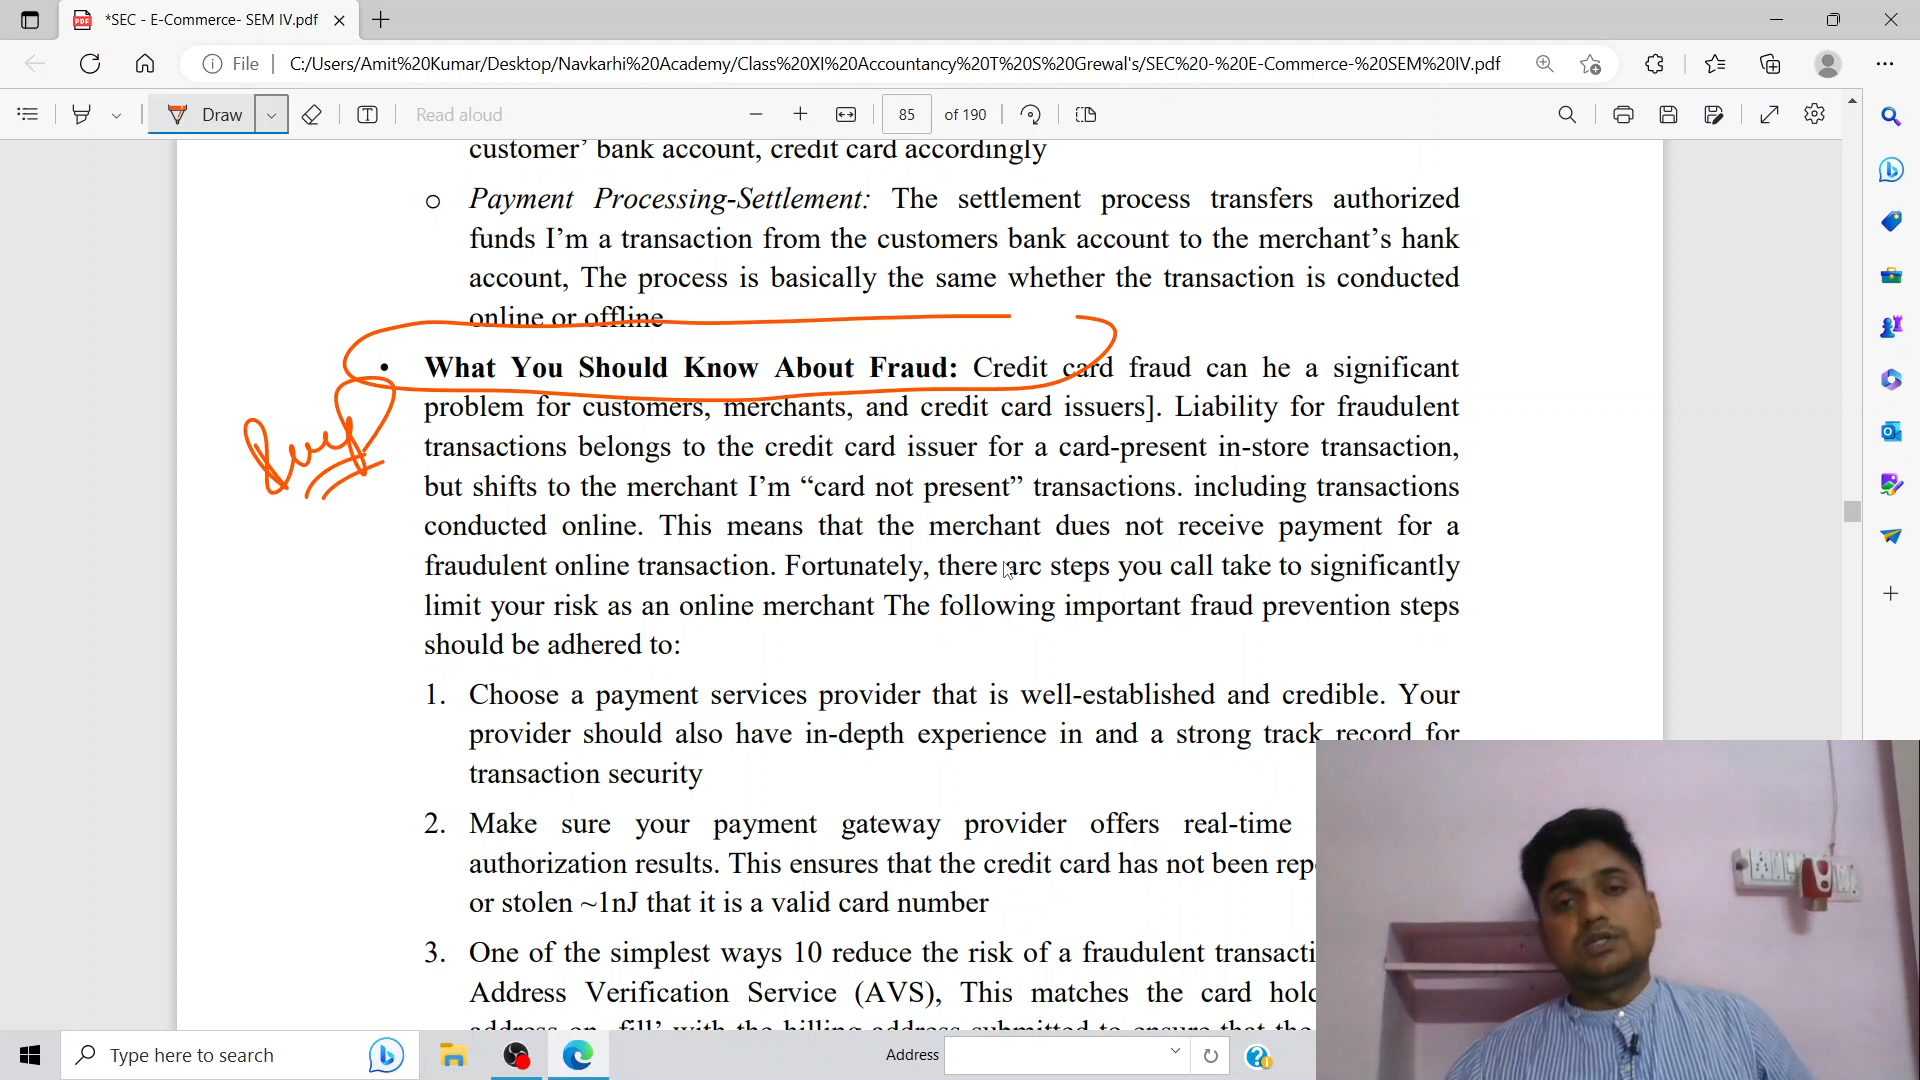 *SEC - E-Commerce- SEM IV.pdf
File
C:/Users/Amit%20Kumar/Desktop/Navkarhi%20Academy/Class%20XI%20Accountancy%20T%20S%20Grewal's/SEC%20-%20E-Commerce-%20SEM%20IV.pdf
Draw
Read aloud
85 of 190
customer’ bank account, credit card accordingly
o Payment Processing-Settlement: The settlement process transfers authorized
funds I’m a transaction from the customers bank account to the merchant’s hank
account, The process is basically the same whether the transaction is conducted
online or offline
• What You Should Know About Fraud: Credit card fraud can he a significant
problem for customers, merchants, and credit card issuers]. Liability for fraudulent
transactions belongs to the credit card issuer for a card-present in-store transaction,
but shifts to the merchant I’m “card not present” transactions. including transactions
conducted online. This means that the merchant dues not receive payment for a
fraudulent online transaction. Fortunately, there arc steps you call take to significantly
limit your risk as an online merchant The following important fraud prevention steps
should be adhered to:
1. Choose a payment services provider that is well-established and credible. Your
provider should also have in-depth experience in and a strong track record for
transaction security
2. Make sure your payment gateway provider offers real-time
authorization results. This ensures that the credit card has not been rep
or stolen ~1nJ that it is a valid card number
3. One of the simplest ways 10 reduce the risk of a fraudulent transacti
Address Verification Service (AVS), This matches the card hold
address on fill’ with the billing address submitted to ensure that the
Type here to search
Address